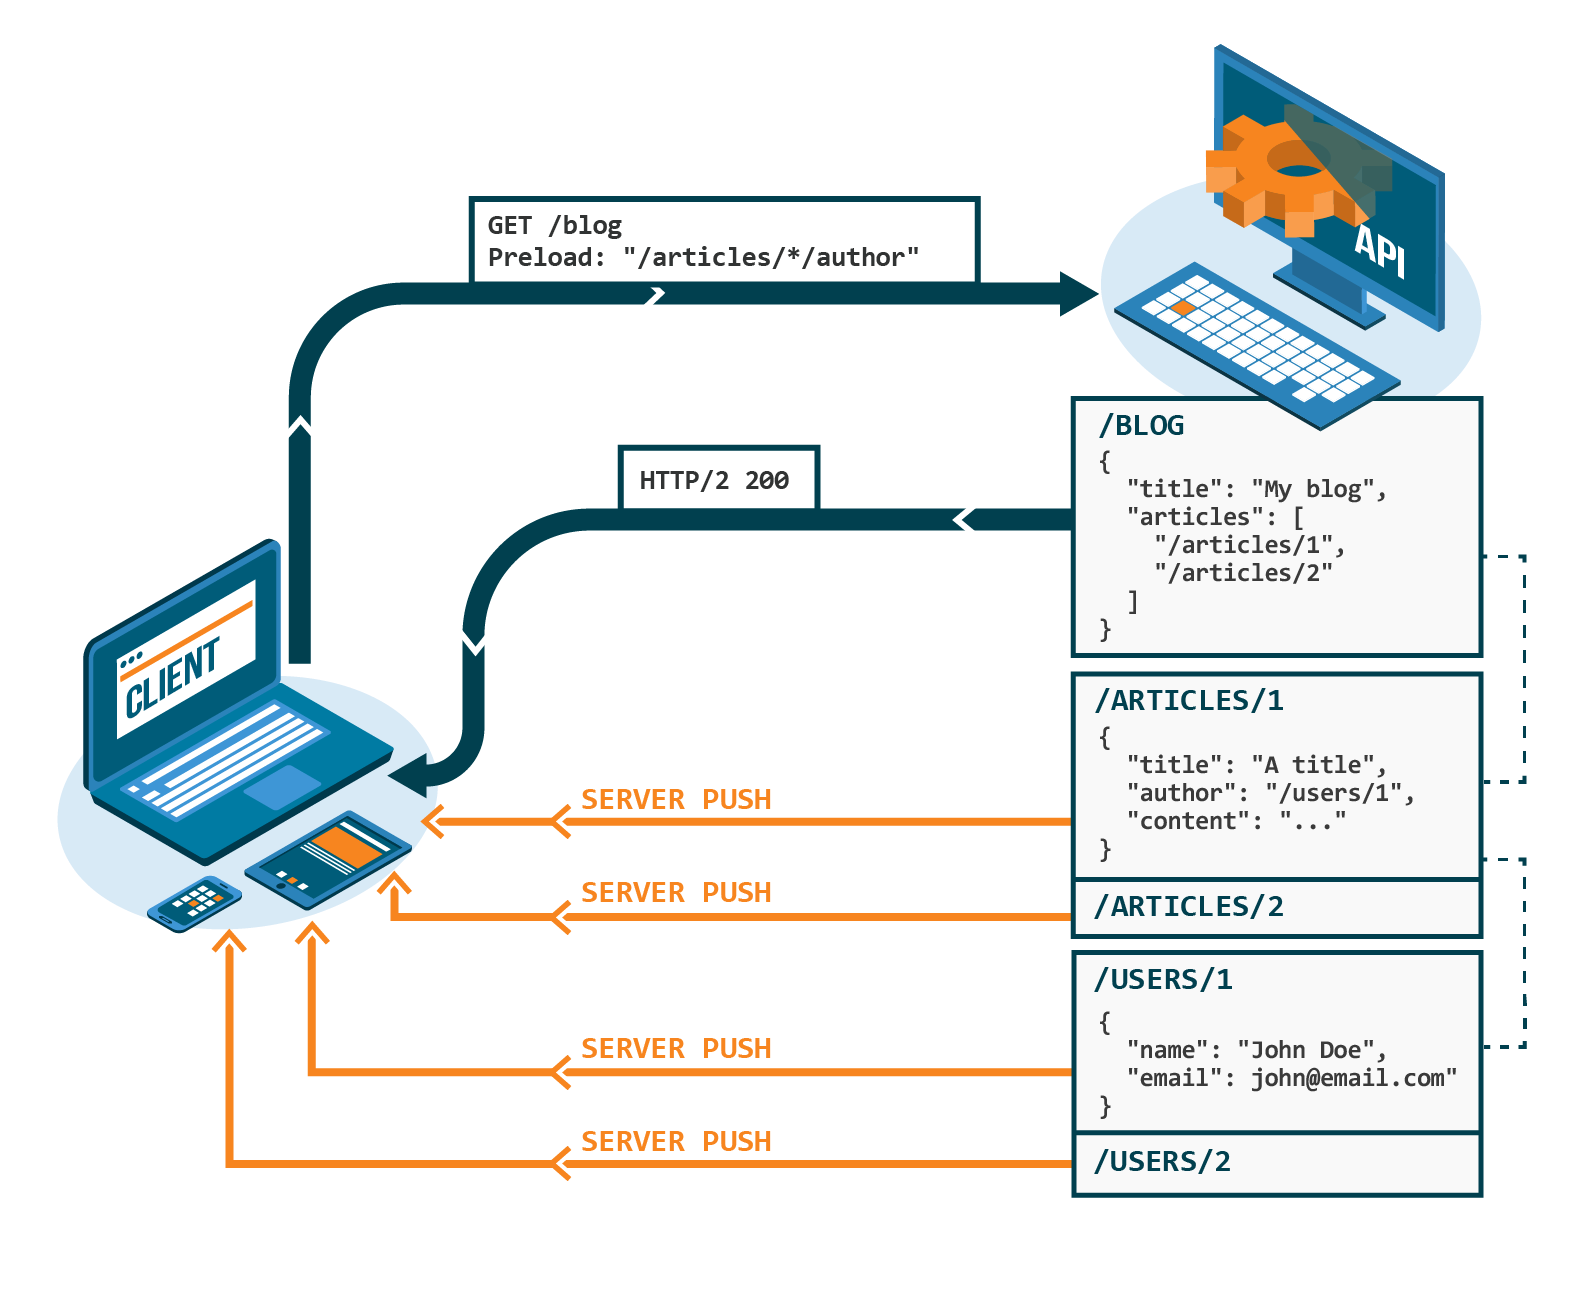 API
GET /blog
Preload: "/articles/*/author"
HTTP/2 200
CLIENT
/BLOG
{
"title": "My blog",
"articles": [
"/articles/1",
"/articles/2"
]
}
/ARTICLES/1
{
"title": "A title",
"author": "/users/1",
"content": "..."
}
SERVER PUSH
/ARTICLES/2
SERVER PUSH
/USERS/1
{
"name": "John Doe",
"email": john@email.com"
}
SERVER PUSH
/USERS/2
SERVER PUSH